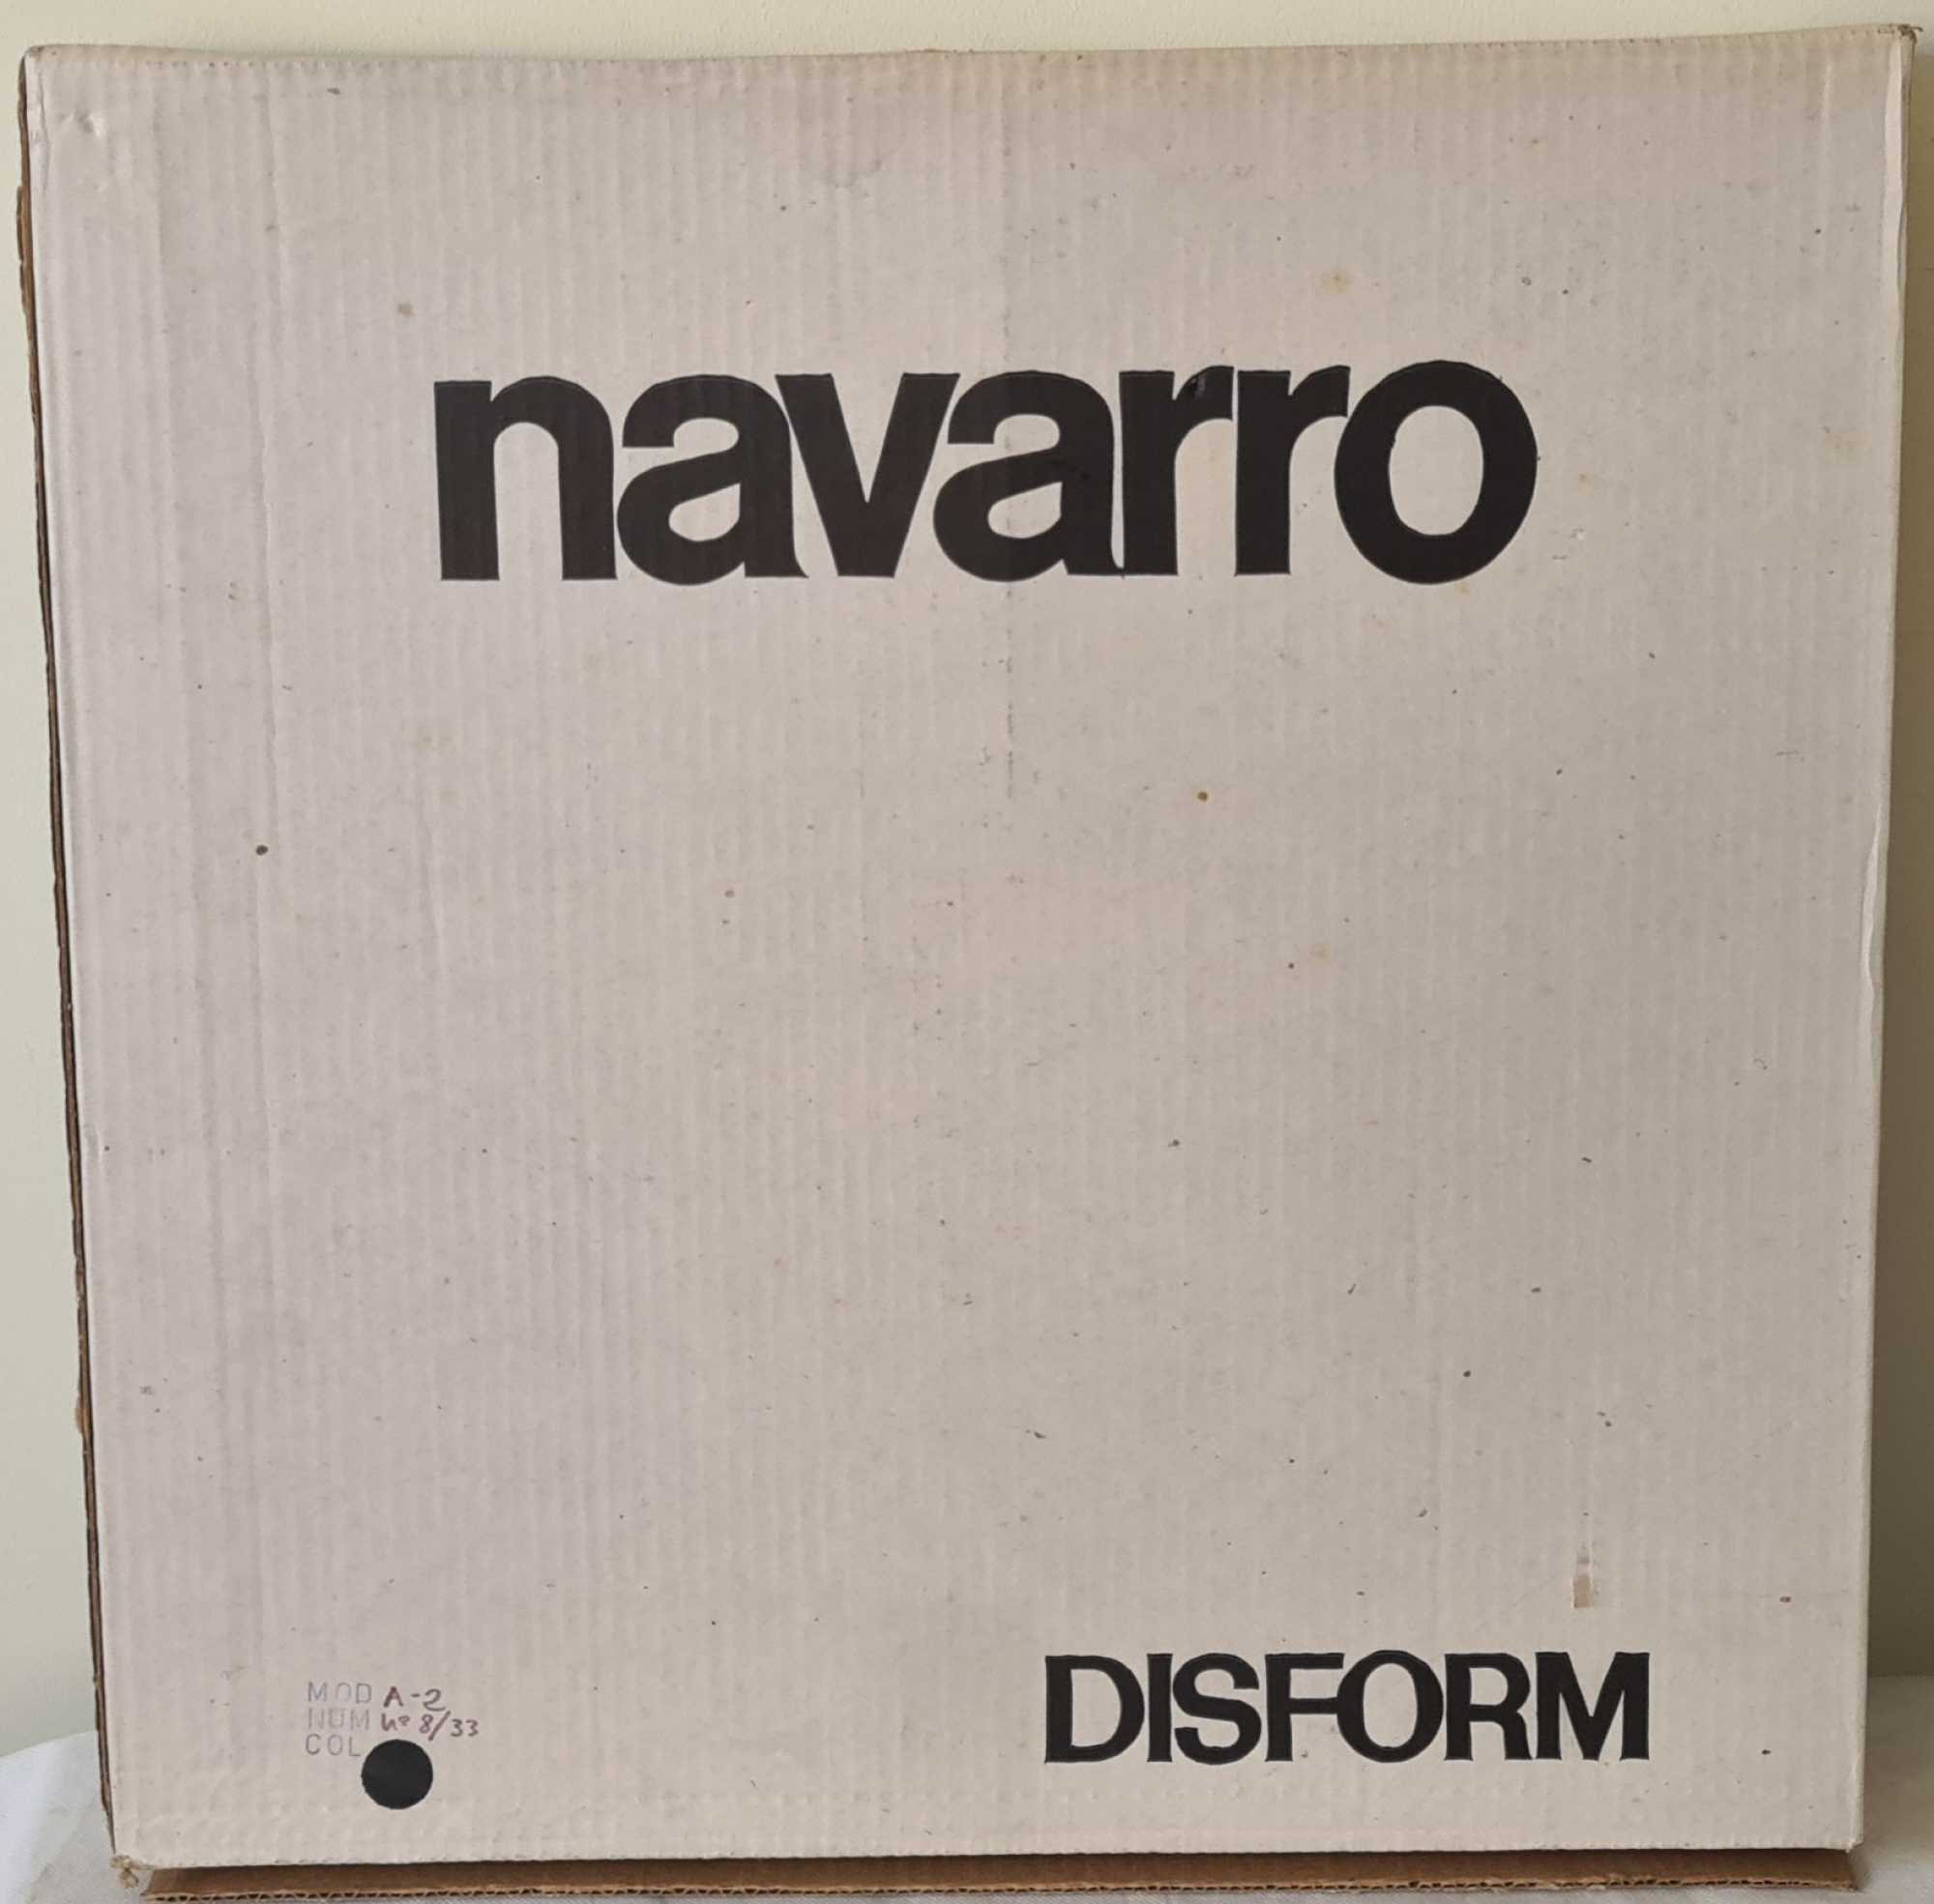 navarro
DISFORM
MOD A-2
NUM nº 8/33
COL